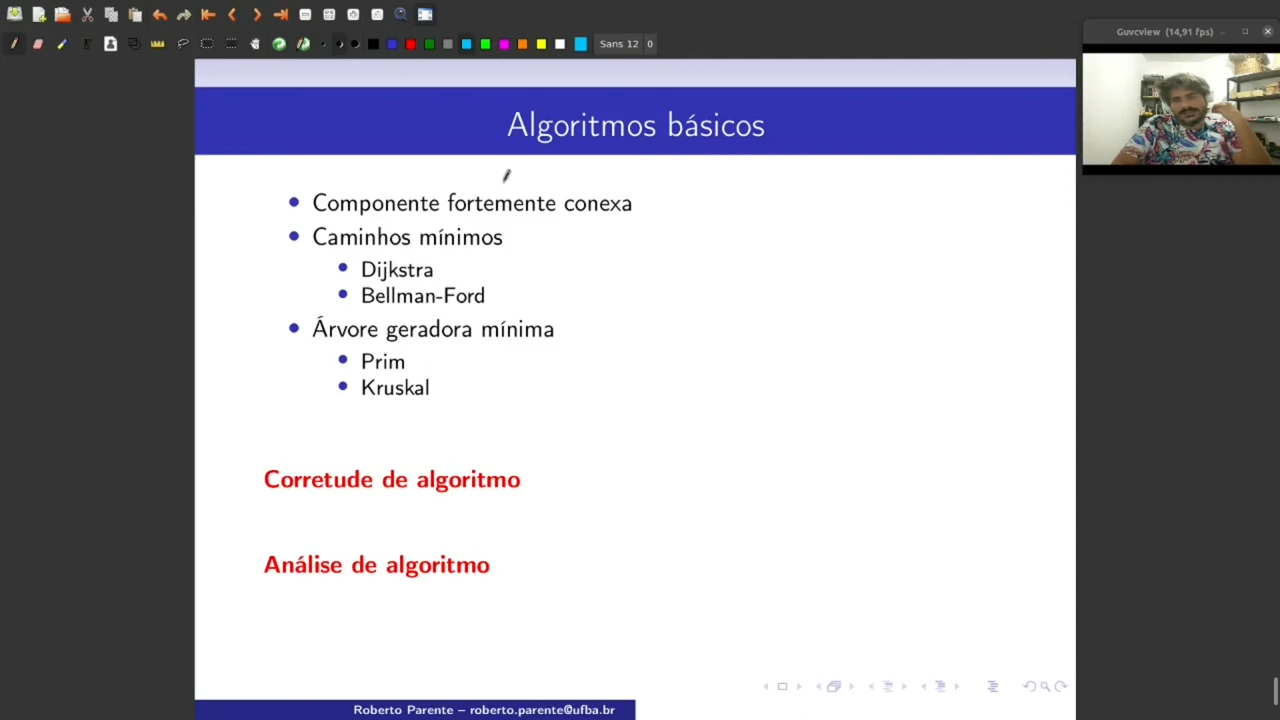 Sans 12 0
Guvcview (14,91 fps)
Algoritmos básicos
Componente fortemente conexa
Caminhos mínimos
Dijkstra
Bellman-Ford
Árvore geradora mínima
Prim
Kruskal
Corretude de algoritmo
Análise de algoritmo
Roberto Parente – roberto.parente@ufba.br